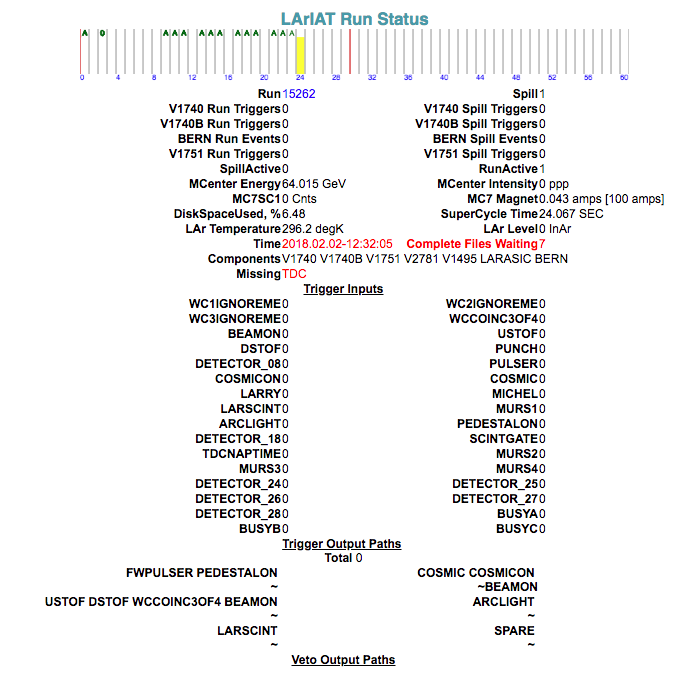 LArIAT Run Status
A O A A A A A A A A A A A A
0 4 8 12 16 20 24 28 32 36 40 44 48 52 56 60
Run 15262 Spill 1
V1740 Run Triggers 0 V1740 Spill Triggers 0
V1740B Run Triggers 0 V1740B Spill Triggers 0
BERN Run Events 0 BERN Spill Events 0
V1751 Run Triggers 0 V1751 Spill Triggers 0
SpillActive 0 RunActive 1
MCenter Energy 64.015 GeV MCenter Intensity 0 ppp
MC7SC1 0 Cnts MC7 Magnet 0.043 amps [100 amps]
DiskSpaceUsed, % 6.48 SuperCycle Time 24.067 SEC
LAr Temperature 296.2 degK LAr Level 0 InAr
Time 2018.02.02-12:32:05 Complete Files Waiting 7
Components V1740 V1740B V1751 V2781 V1495 LARASIC BERN
Missing TDC
Trigger Inputs
WC1IGNOREME 0 WC2IGNOREME 0
WC3IGNOREME 0 WCCOINC3OF4 0
BEAMON 0 USTOF 0
DSTOF 0 PUNCH 0
DETECTOR_08 0 PULSER 0
COSMICON 0 COSMIC 0
LARRY 0 MICHEL 0
LARSCINT 0 MURS1 0
ARCLIGHT 0 PEDESTALON 0
DETECTOR_18 0 SCINTGATE 0
TDCNAPTIME 0 MURS2 0
MURS3 0 MURS4 0
DETECTOR_24 0 DETECTOR_25 0
DETECTOR_26 0 DETECTOR_27 0
DETECTOR_28 0 BUSYA 0
BUSYB 0 BUSYC 0
Trigger Output Paths
Total 0
FWPULSER PEDESTALON COSMIC COSMICON
~ ~BEAMON
USTOF DSTOF WCCOINC3OF4 BEAMON ARCLIGHT
~ ~
LARSCINT SPARE
~ ~
Veto Output Paths